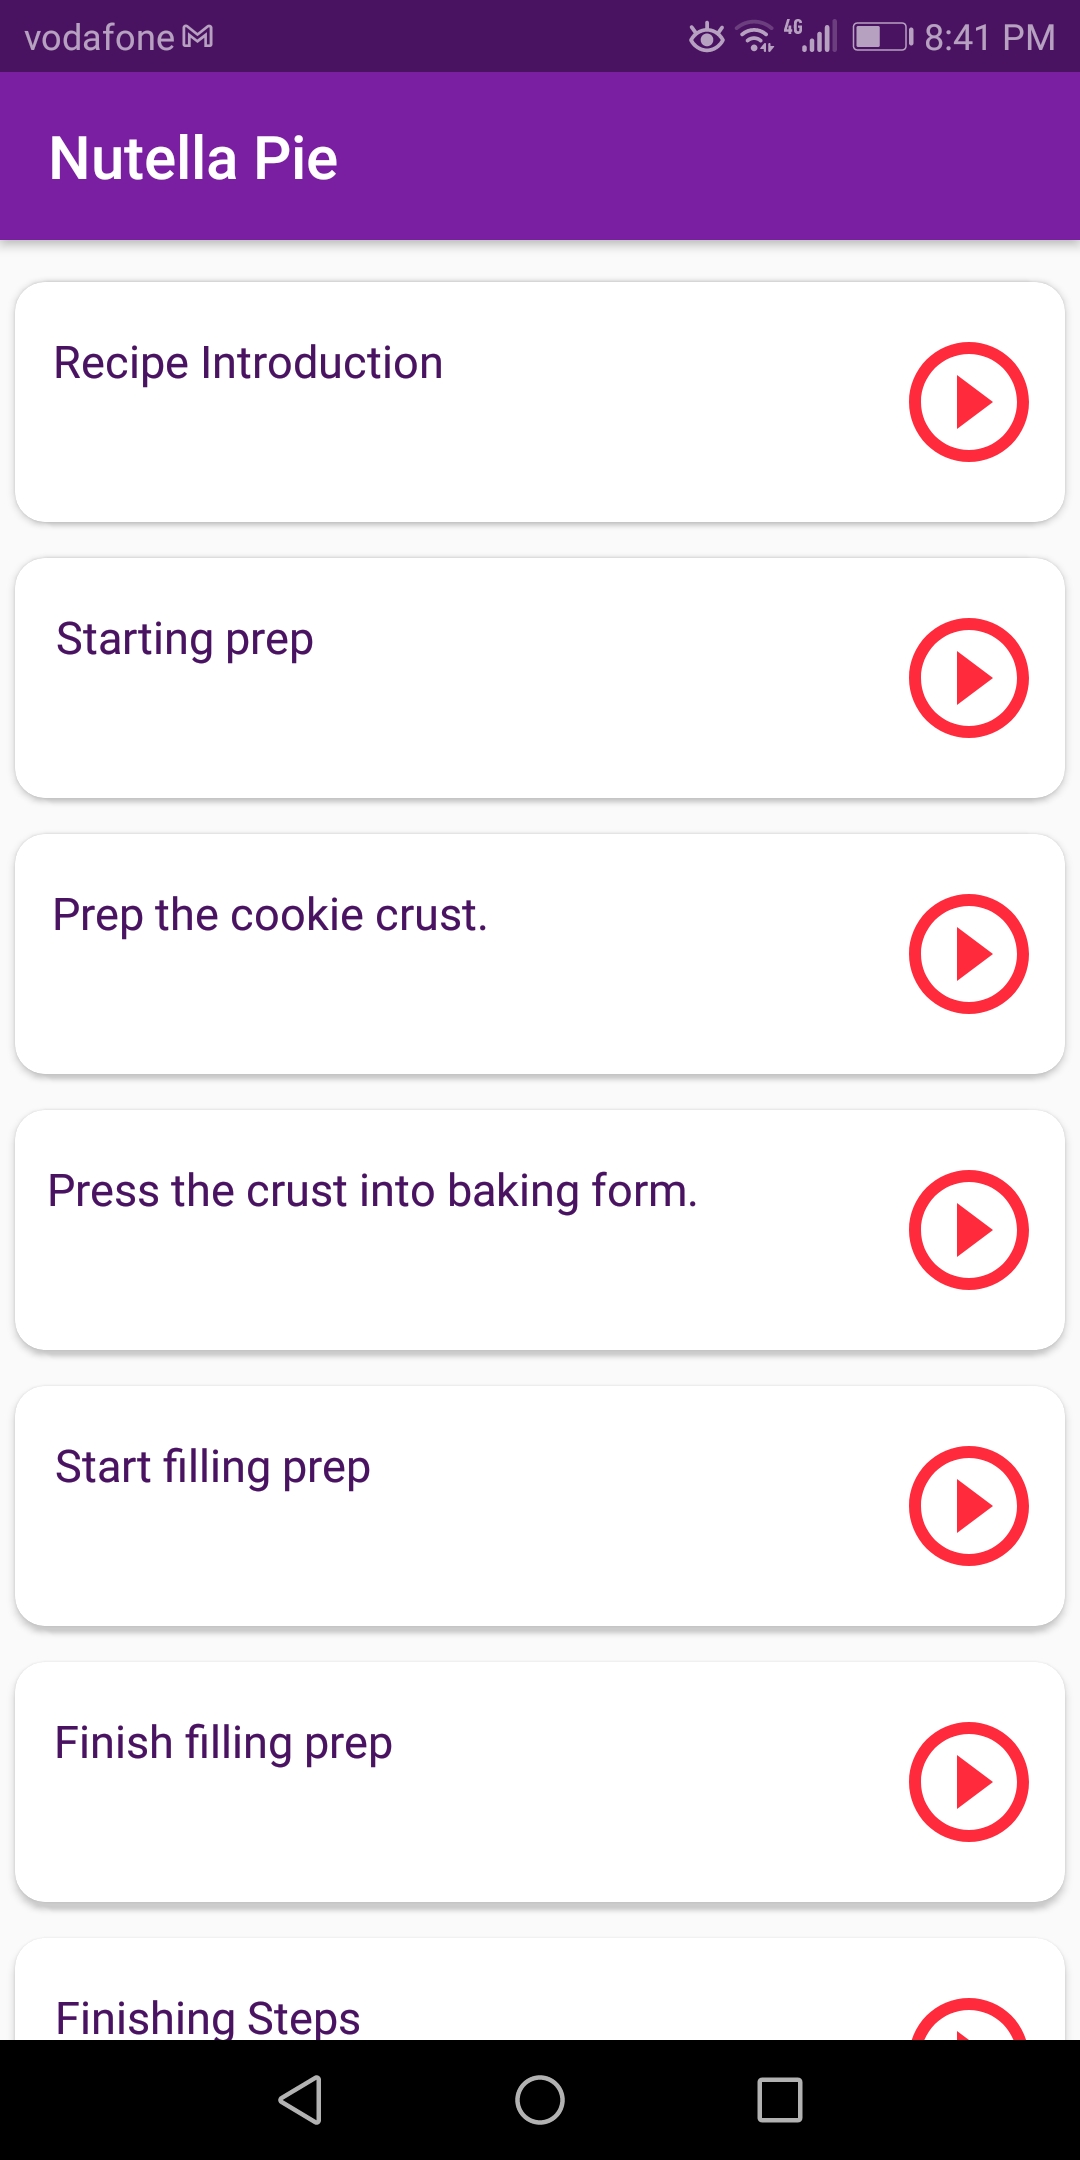 vodafone
4G 8:41 PM
Nutella Pie
Recipe Introduction
Starting prep
Prep the cookie crust.
Press the crust into baking form.
Start filling prep
Finish filling prep
Finishing Steps